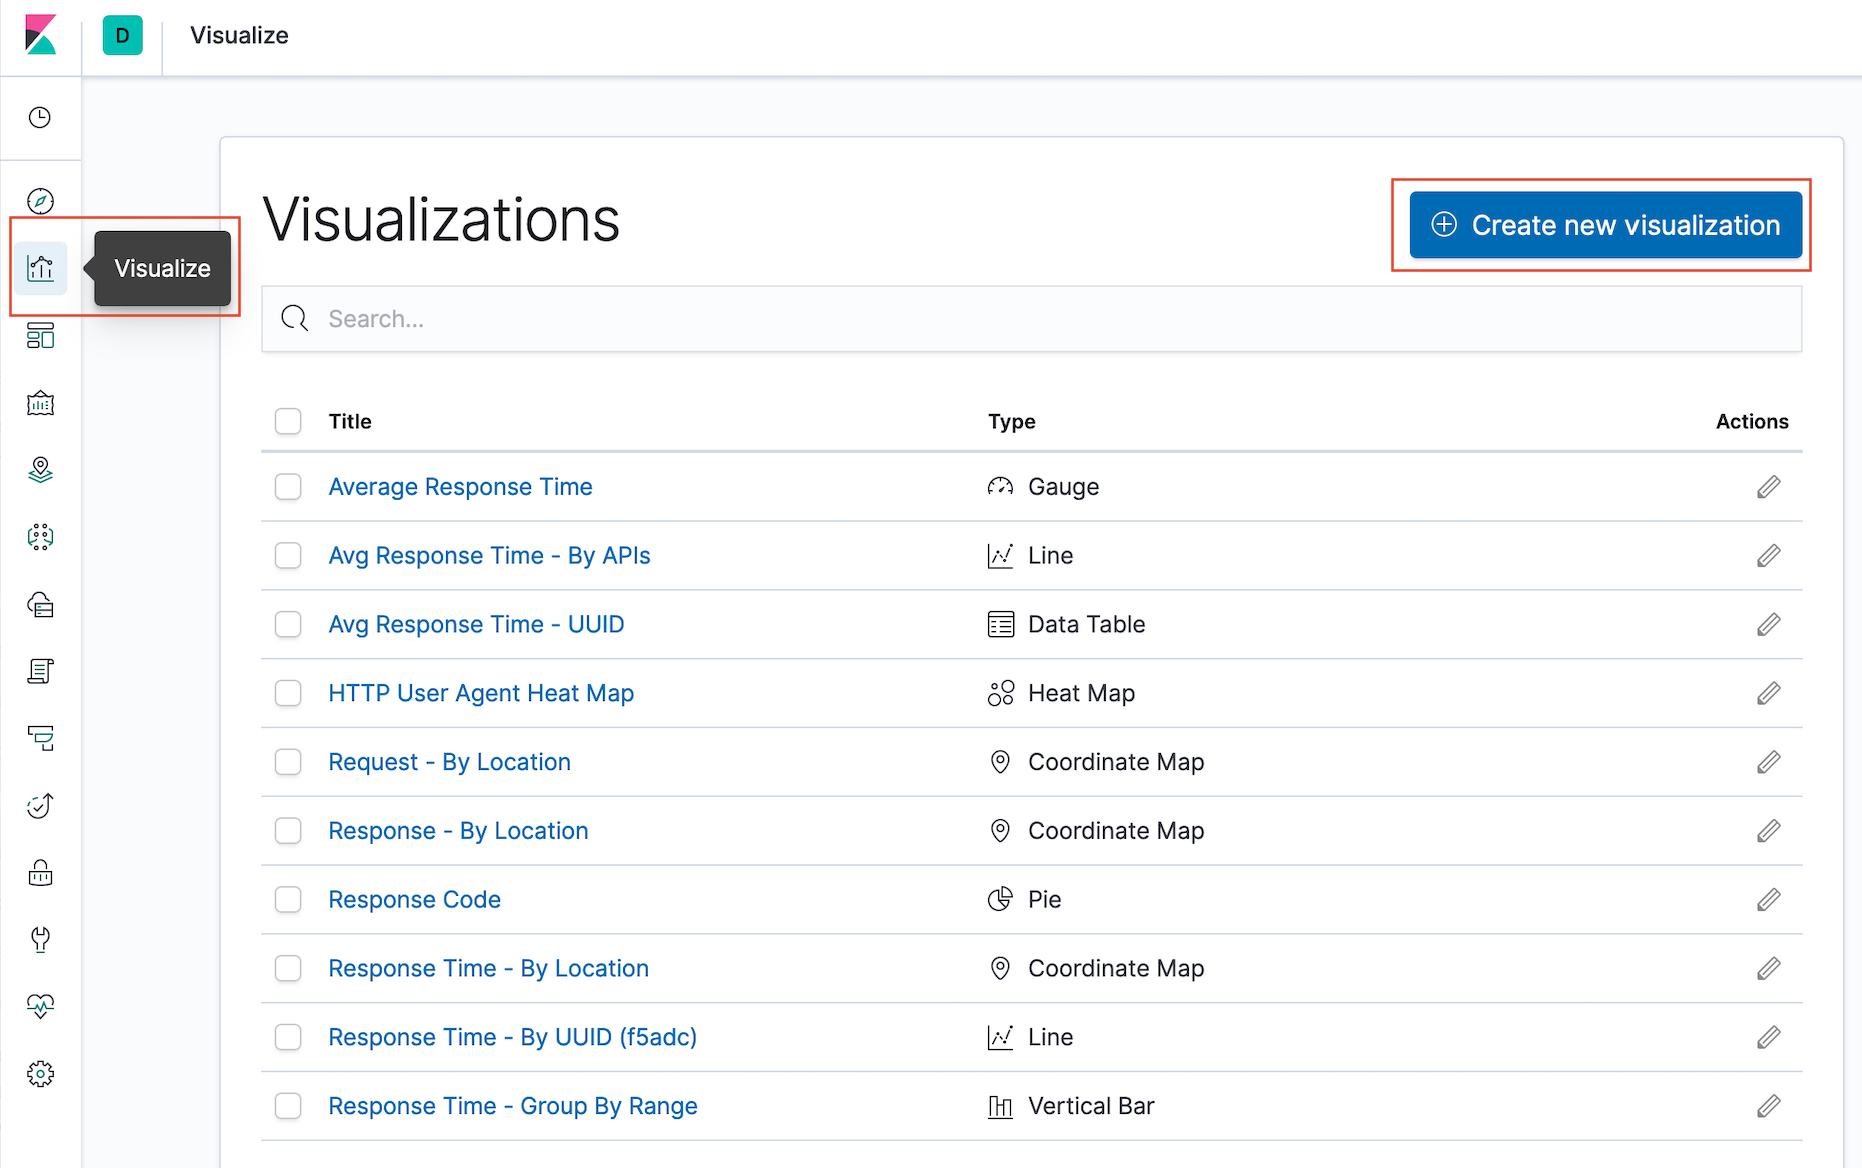 D Visualize
Visualizations
Create new visualization
Visualize
Search...
Title Type Actions
Average Response Time Gauge
Avg Response Time - By APIs Line
Avg Response Time - UUID Data Table
HTTP User Agent Heat Map Heat Map
Request - By Location Coordinate Map
Response - By Location Coordinate Map
Response Code Pie
Response Time - By Location Coordinate Map
Response Time - By UUID (f5adc) Line
Response Time - Group By Range Vertical Bar